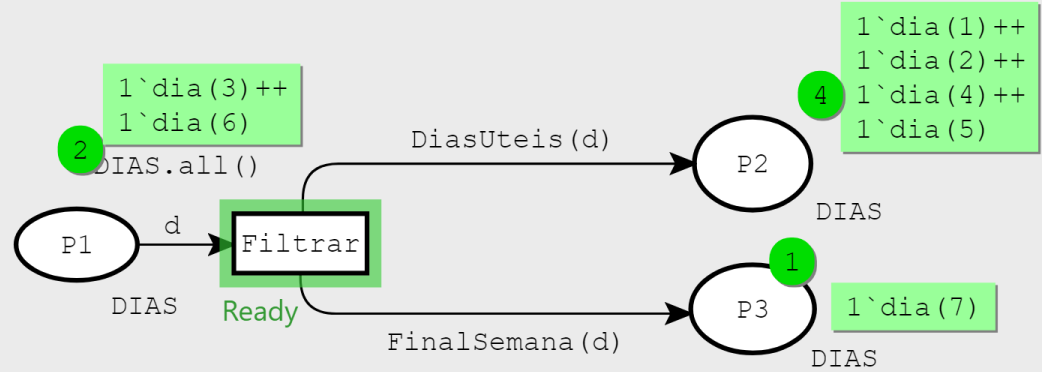 1`dia(3)++
1`dia(6)
2
DIAS.all()
P1
DIAS
d
Filtrar
Ready
DiasUteis(d)
FinalSemana(d)
1`dia(1)++
1`dia(2)++
1`dia(4)++
1`dia(5)
4
P2
DIAS
1
P3
1`dia(7)
DIAS